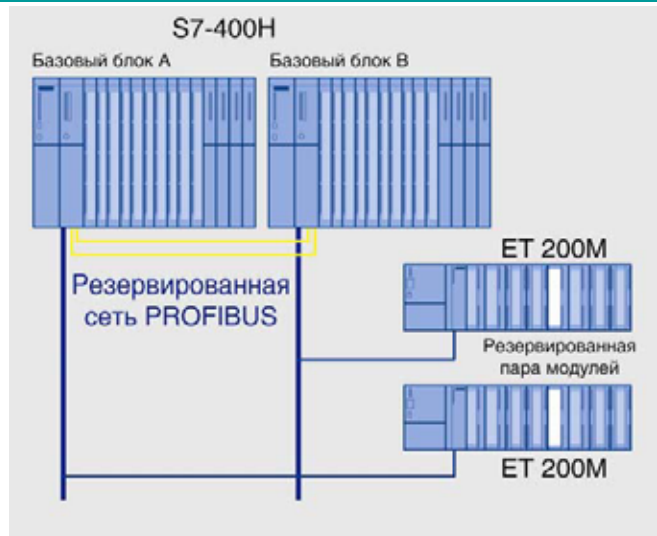 S7-400H
Базовый блок А
Базовый блок В
ET 200M
Резервированная
сеть PROFIBUS
Резервированная
пара модулей
ET 200M